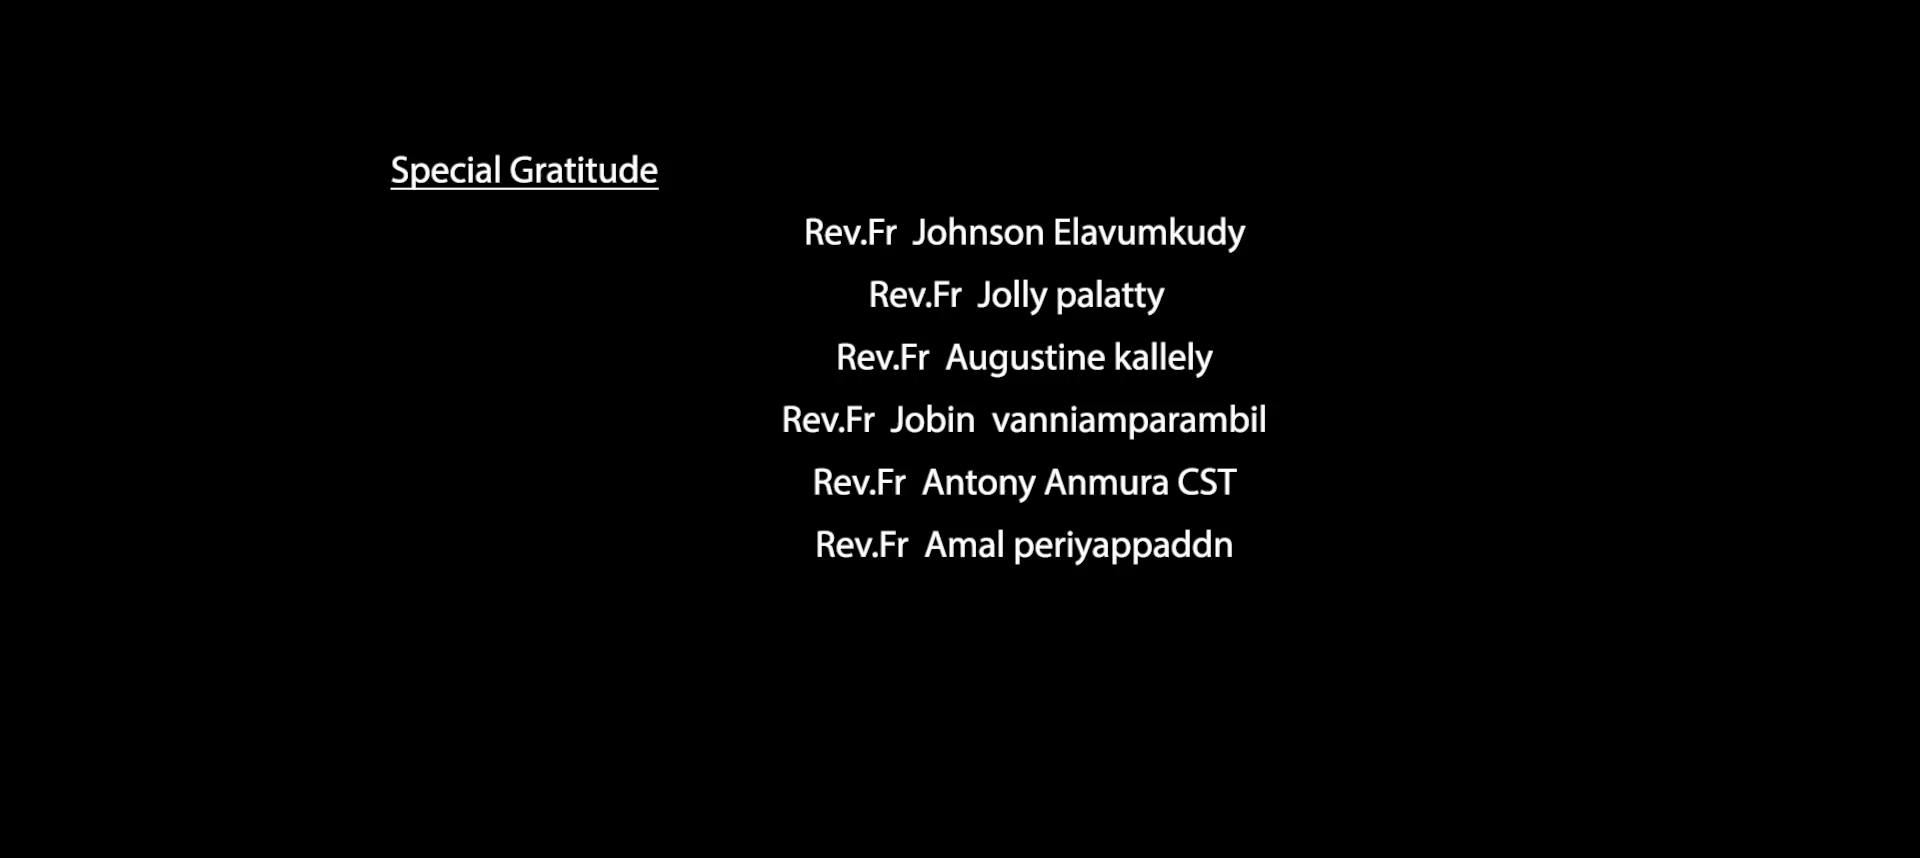 Special Gratitude
Rev.Fr  Johnson Elavumkudy
Rev.Fr  Jolly palatty
Rev.Fr  Augustine kallely
Rev.Fr  Jobin  vanniamparambil
Rev.Fr  Antony Anmura CST
Rev.Fr  Amal periyappaddn